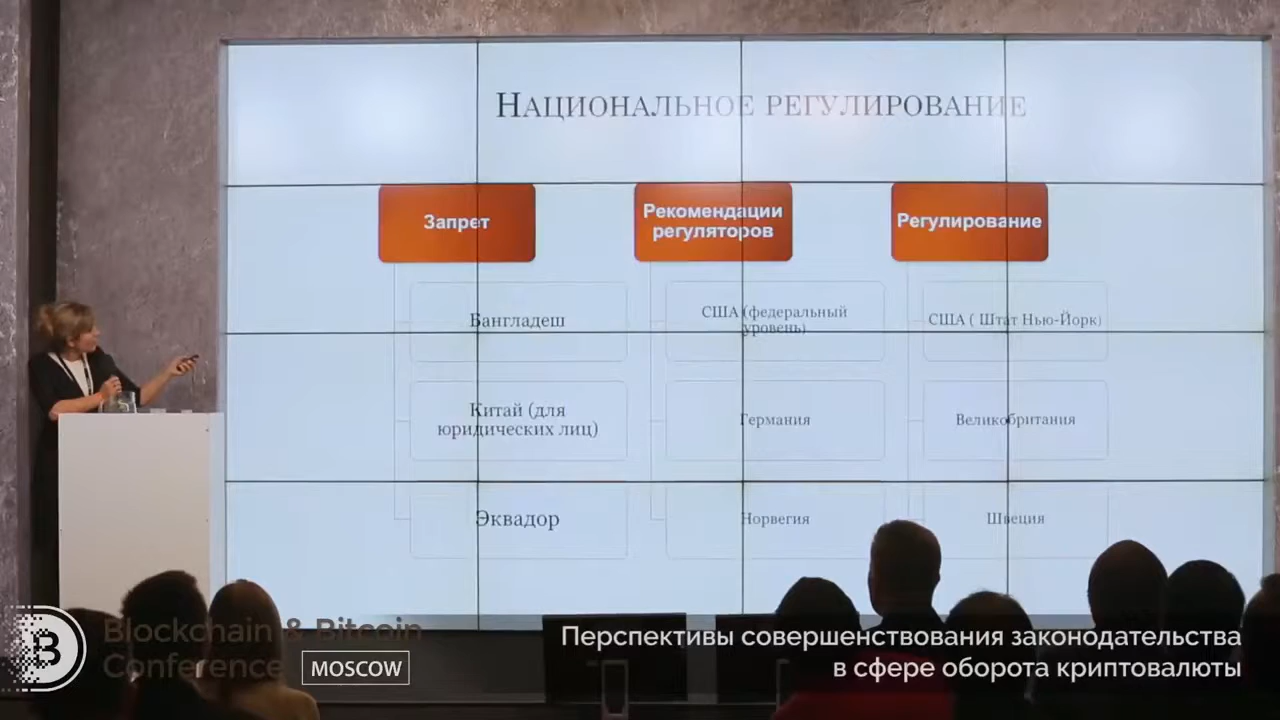 Национальное регулирование
Запрет
Рекомендации
регуляторов
Регулирование
Бангладеш
США (федеральный
уровень)
США ( Штат Нью-Йорк)
Китай (для
юридических лиц)
Германия
Великобритания
Эквадор
Норвегия
Швеция
Blockchain & Bitcoin
Conference MOSCOW
Перспективы совершенствования законодательства
в сфере оборота криптовалюты